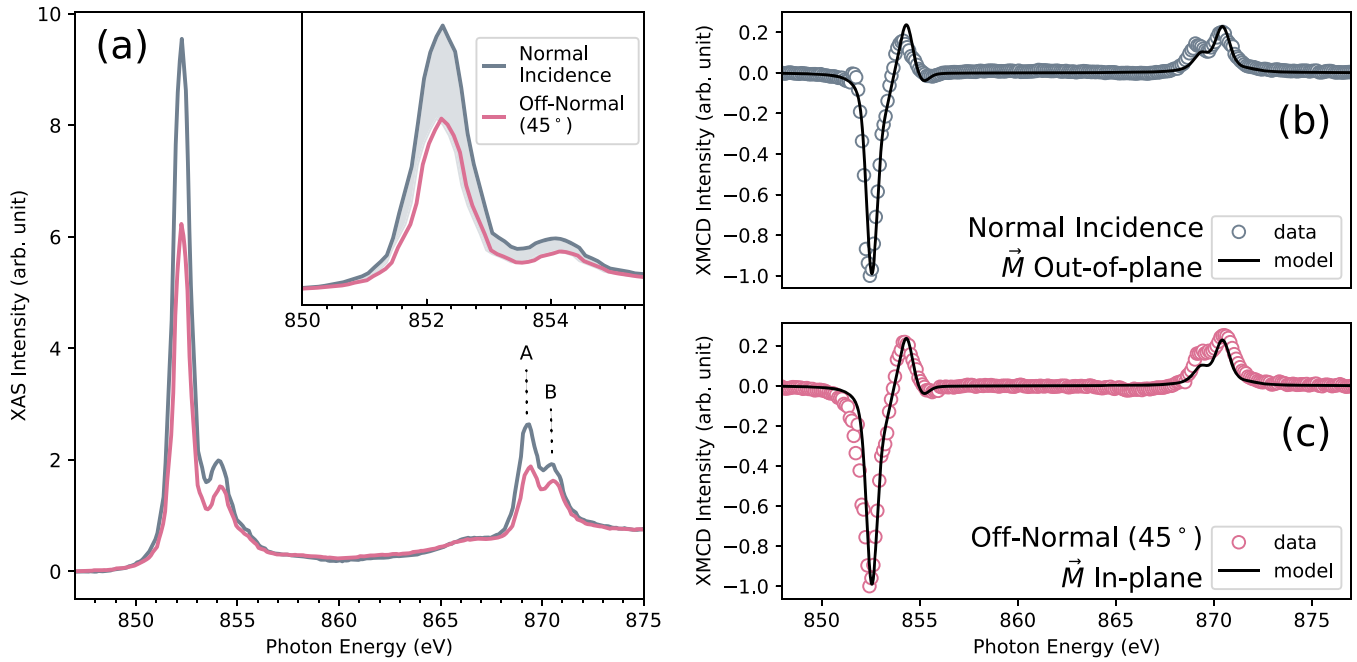 (a)
10
8
6
4
2
0
XAS Intensity (arb. unit)
850
855
860
865
870
875
Photon Energy (eV)
Normal
Incidence
Off-Normal
(45°)
850
852
854
A
B
0.2
0.0
−0.2
−0.4
−0.6
−0.8
−1.0
XMCD Intensity (arb. unit)
(b)
Normal Incidence
M⃗ Out-of-plane
data
model
0.2
0.0
−0.2
−0.4
−0.6
−0.8
−1.0
XMCD Intensity (arb. unit)
(c)
Off-Normal (45°)
M⃗ In-plane
data
model
850
855
860
865
870
875
Photon Energy (eV)